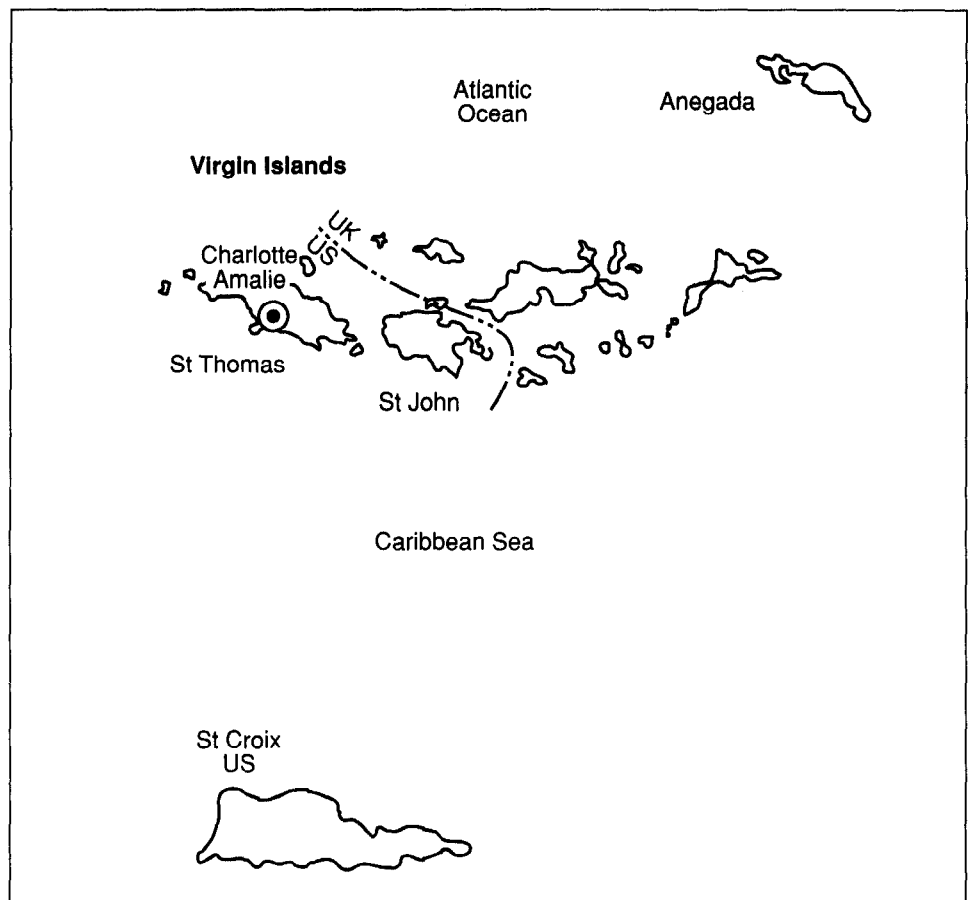 Atlantic
Ocean
Anegada
Virgin Islands
UK
US
Charlotte
Amalie
St Thomas
St John
Caribbean Sea
St Croix
US